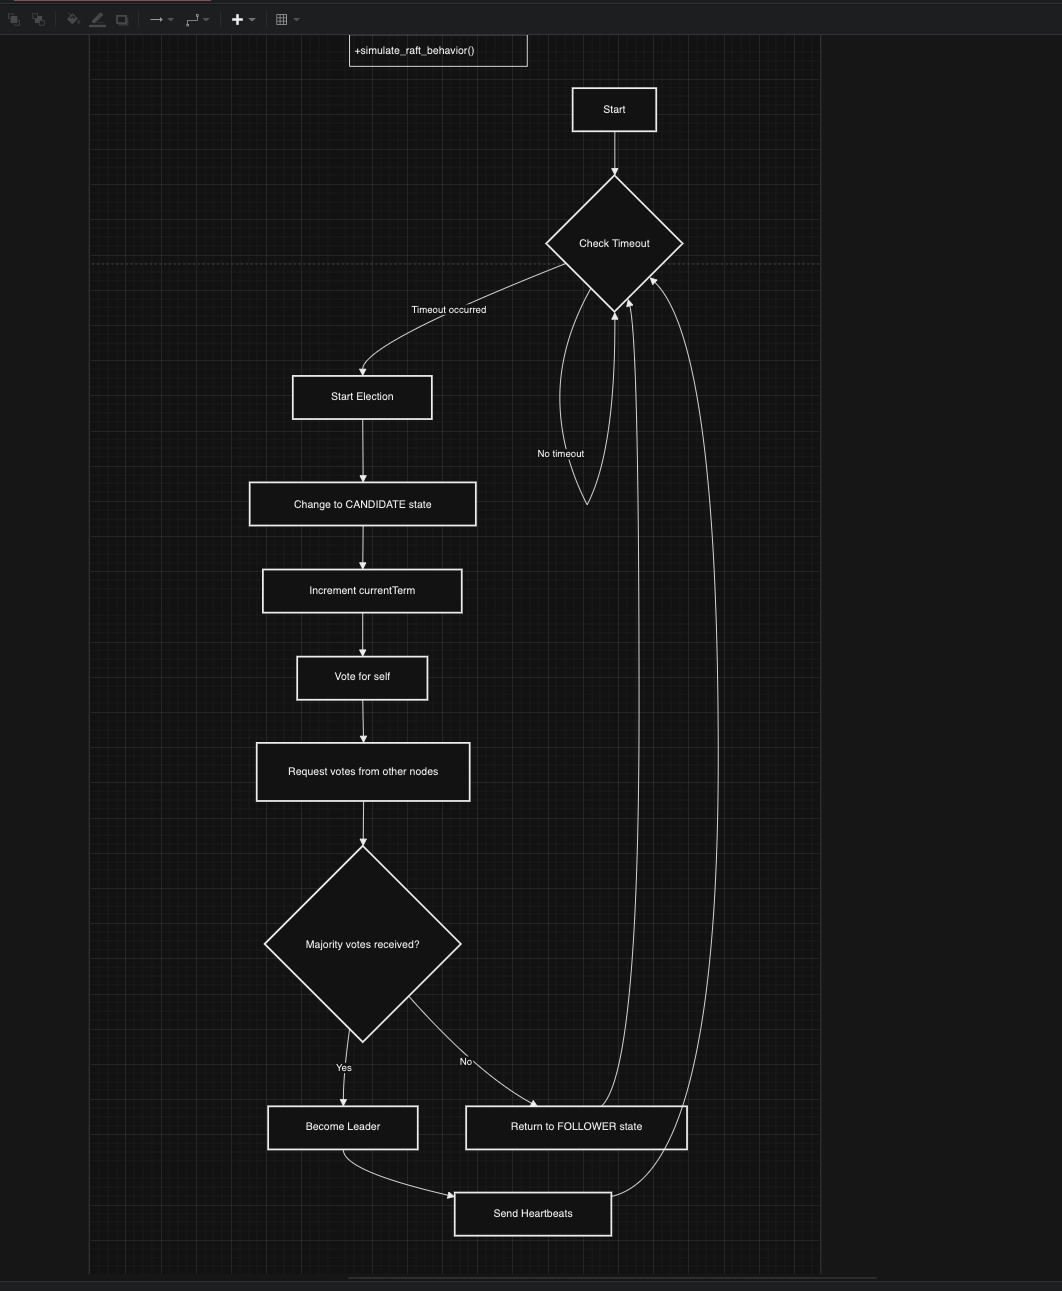 +simulate_raft_behavior()
Start
Check Timeout
Timeout occurred
Start Election
No timeout
Change to CANDIDATE state
Increment currentTerm
Vote for self
Request votes from other nodes
Majority votes received?
No
Yes
Become Leader
Return to FOLLOWER state
Send Heartbeats